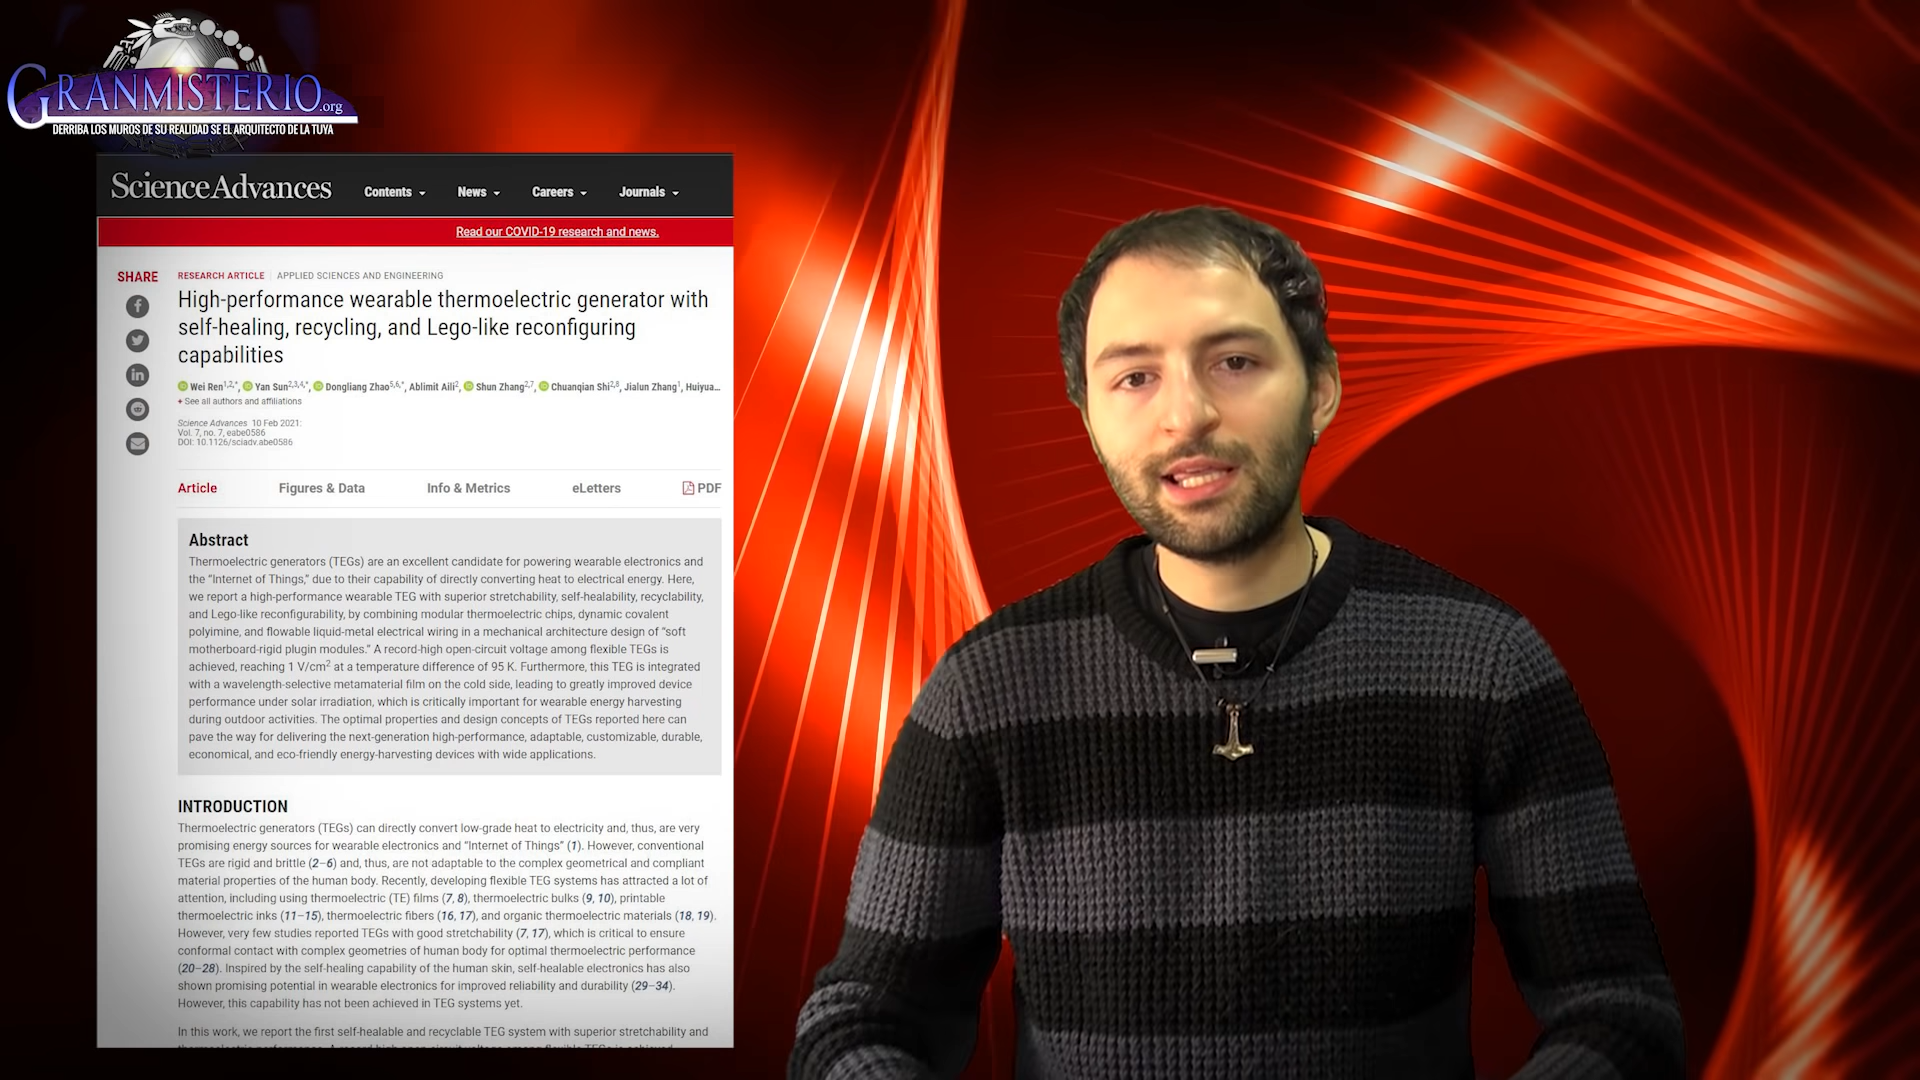 GRANMISTERIO.org
DERRIBA LOS MUROS DE SU REALIDAD SE EL ARQUITECTO DE LA TUYA
ScienceAdvances Contents News Careers Journals
Read our COVID-19 research and news.
SHARE
RESEARCH ARTICLE APPLIED SCIENCES AND ENGINEERING
High-performance wearable thermoelectric generator with
self-healing, recycling, and Lego-like reconfiguring
capabilities
Wei Ren1,2,*, Yan Sun2,3,4,*, Dongliang Zhao5,6,*, Ablimit Aili2, Shun Zhang2,7, Chuanqian Shi2,8, Jialun Zhang1, Huiyua...
+ See all authors and affiliations
Science Advances 10 Feb 2021:
Vol. 7, no. 7, eabe0586
DOI: 10.1126/sciadv.abe0586
Article Figures & Data Info & Metrics eLetters PDF
Abstract
Thermoelectric generators (TEGs) are an excellent candidate for powering wearable electronics and
the “Internet of Things,” due to their capability of directly converting heat to electrical energy. Here,
we report a high-performance wearable TEG with superior stretchability, self-healability, recyclability,
and Lego-like reconfigurability, by combining modular thermoelectric chips, dynamic covalent
polyimine, and flowable liquid-metal electrical wiring in a mechanical architecture design of “soft
motherboard-rigid plugin modules.” A record-high open-circuit voltage among flexible TEGs is
achieved, reaching 1 V/cm2 at a temperature difference of 95 K. Furthermore, this TEG is integrated
with a wavelength-selective metamaterial film on the cold side, leading to greatly improved device
performance under solar irradiation, which is critically important for wearable energy harvesting
during outdoor activities. The optimal properties and design concepts of TEGs reported here can
pave the way for delivering the next-generation high-performance, adaptable, customizable, durable,
economical, and eco-friendly energy-harvesting devices with wide applications.
INTRODUCTION
Thermoelectric generators (TEGs) can directly convert low-grade heat to electricity and, thus, are very
promising energy sources for wearable electronics and “Internet of Things” (1). However, conventional
TEGs are rigid and brittle (2–6) and, thus, are not adaptable to the complex geometrical and compliant
material properties of the human body. Recently, developing flexible TEG systems has attracted a lot of
attention, including using thermoelectric (TE) films (7, 8), thermoelectric bulks (9, 10), printable
thermoelectric inks (11–15), thermoelectric fibers (16, 17), and organic thermoelectric materials (18, 19).
However, very few studies reported TEGs with good stretchability (7, 17), which is critical to ensure
conformal contact with complex geometries of human body for optimal thermoelectric performance
(20–28). Inspired by the self-healing capability of the human skin, self-healable electronics has also
shown promising potential in wearable electronics for improved reliability and durability (29–34).
However, this capability has not been achieved in TEG systems yet.
In this work, we report the first self-healable and recyclable TEG system with superior stretchability and